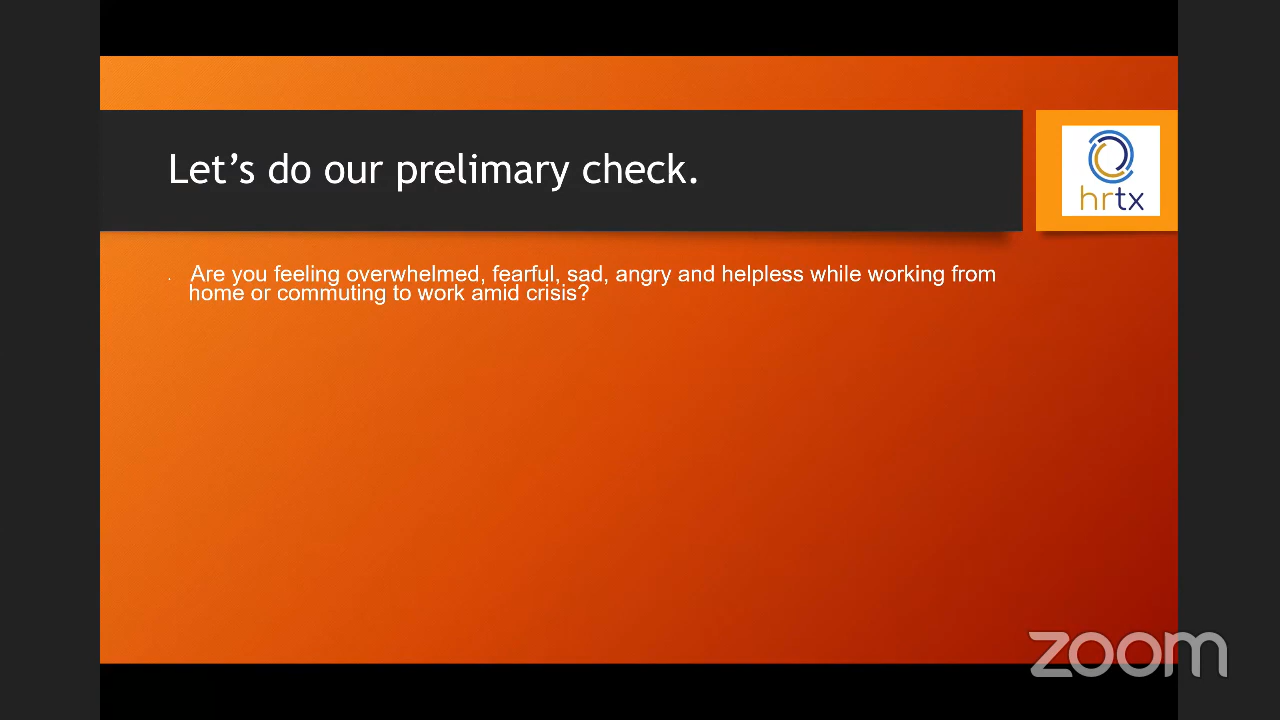 Let’s do our prelimary check.
hrtx
. Are you feeling overwhelmed, fearful, sad, angry and helpless while working from
home or commuting to work amid crisis?
zoom